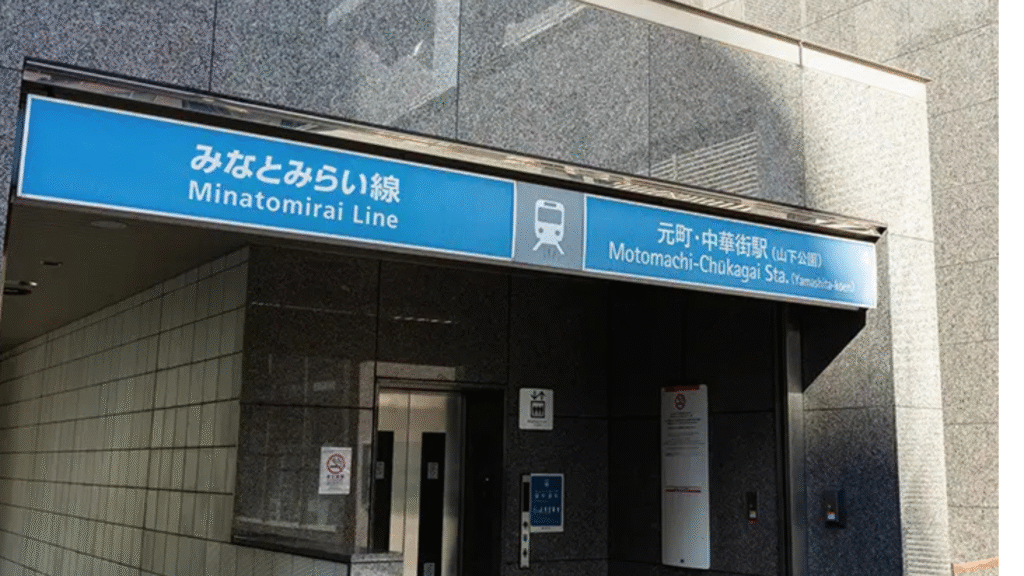 みなとみらい線
Minatomirai Line
元町・中華街駅（山下公園）
Motomachi-Chūkagai Sta. (Yamashita-koen)